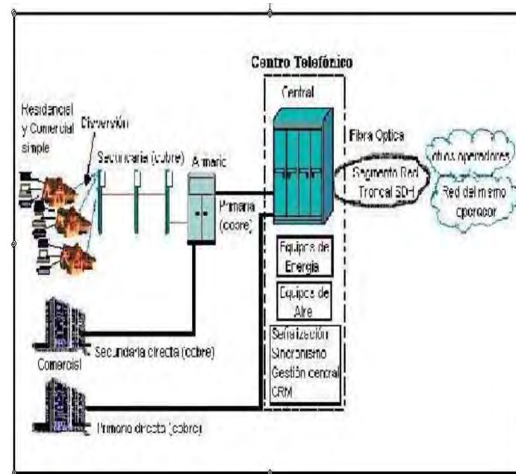 Centro Telefónico
Central
Residencial
y Comercial
simple
Dispersión
Secundaria (cobre)
Armario
Primaria
(cobre)
Fibra Optica
Segmento Red
Troncal SDH
otros operadores
Red del mismo
operador
Equipos de
Energía
Equipos de
Aire
Señalización
Sincronismo
Gestión central
CRM
Secundaria directa (cobre)
Comercial
Primaria directa (cobre)